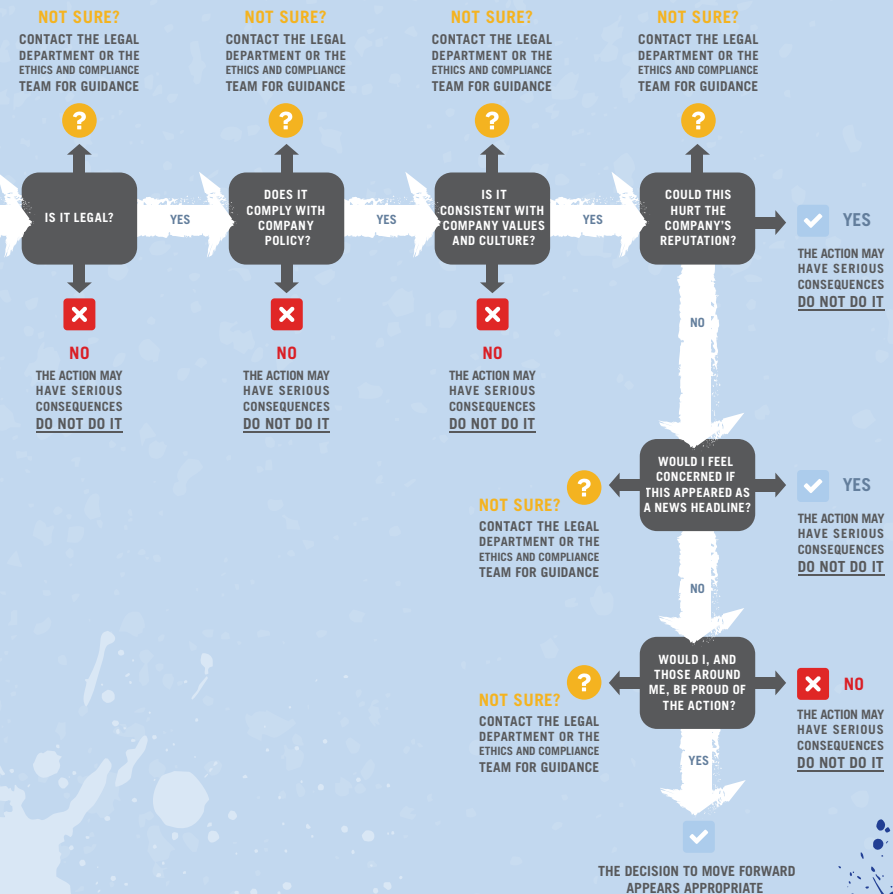 NOT SURE?
CONTACT THE LEGAL
DEPARTMENT OR THE
ETHICS AND COMPLIANCE
TEAM FOR GUIDANCE
?
NOT SURE?
CONTACT THE LEGAL
DEPARTMENT OR THE
ETHICS AND COMPLIANCE
TEAM FOR GUIDANCE
?
NOT SURE?
CONTACT THE LEGAL
DEPARTMENT OR THE
ETHICS AND COMPLIANCE
TEAM FOR GUIDANCE
?
NOT SURE?
CONTACT THE LEGAL
DEPARTMENT OR THE
ETHICS AND COMPLIANCE
TEAM FOR GUIDANCE
?
IS IT LEGAL?
YES
DOES IT
COMPLY WITH
COMPANY
POLICY?
YES
IS IT
CONSISTENT WITH
COMPANY VALUES
AND CULTURE?
YES
COULD THIS
HURT THE
COMPANY'S
REPUTATION?
YES
THE ACTION MAY
HAVE SERIOUS
CONSEQUENCES
DO NOT DO IT
NO
THE ACTION MAY
HAVE SERIOUS
CONSEQUENCES
DO NOT DO IT
NO
THE ACTION MAY
HAVE SERIOUS
CONSEQUENCES
DO NOT DO IT
NO
THE ACTION MAY
HAVE SERIOUS
CONSEQUENCES
DO NOT DO IT
NO
WOULD I FEEL
CONCERNED IF
THIS APPEARED AS
A NEWS HEADLINE?
?
NOT SURE?
CONTACT THE LEGAL
DEPARTMENT OR THE
ETHICS AND COMPLIANCE
TEAM FOR GUIDANCE
YES
THE ACTION MAY
HAVE SERIOUS
CONSEQUENCES
DO NOT DO IT
NO
WOULD I, AND
THOSE AROUND
ME, BE PROUD OF
THE ACTION?
?
NOT SURE?
CONTACT THE LEGAL
DEPARTMENT OR THE
ETHICS AND COMPLIANCE
TEAM FOR GUIDANCE
NO
THE ACTION MAY
HAVE SERIOUS
CONSEQUENCES
DO NOT DO IT
YES
THE DECISION TO MOVE FORWARD
APPEARS APPROPRIATE